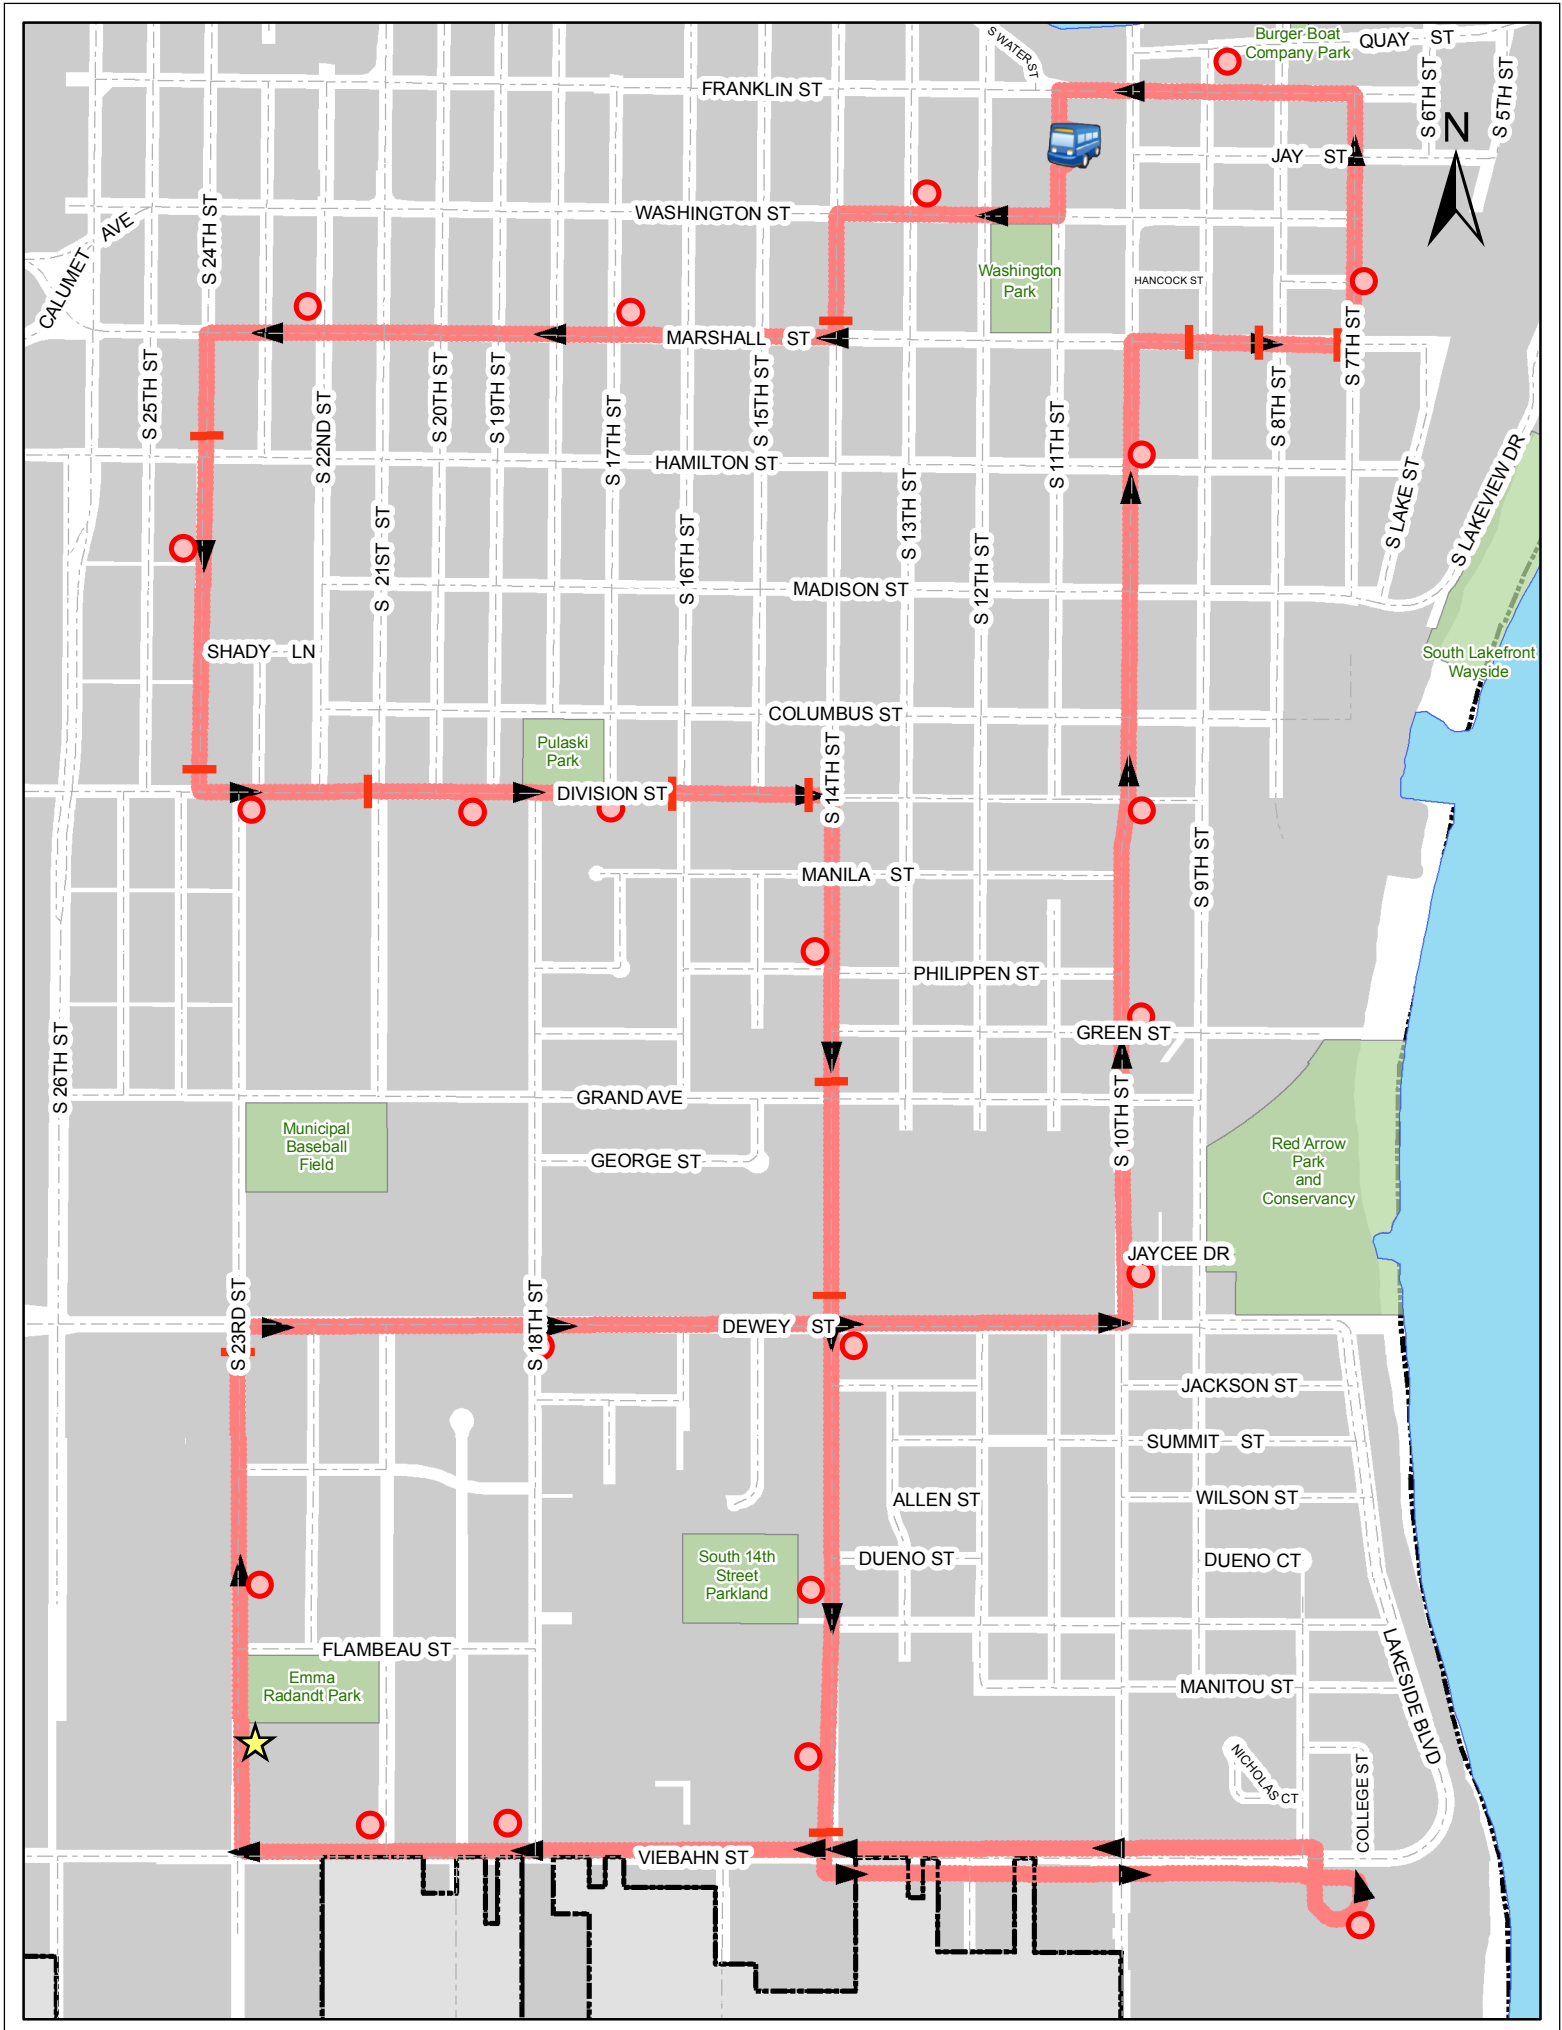 Burger Boat
Company Park
QUAY ST
S WATER ST
S 6TH ST
S 5TH ST
FRANKLIN ST
N
JAY ST
WASHINGTON ST
S 24TH ST
CALUMET AVE
Washington
Park
HANCOCK ST
MARSHALL ST
S 7TH ST
S 25TH ST
S 22ND ST
S 20TH ST
S 19TH ST
S 17TH ST
S 15TH ST
S 11TH ST
S 8TH ST
HAMILTON ST
S LAKE ST
S LAKEVIEW DR
S 21ST ST
S 16TH ST
S 13TH ST
S 12TH ST
MADISON ST
SHADY LN
South Lakefront
Wayside
COLUMBUS ST
Pulaski
Park
S 14TH ST
DIVISION ST
MANILA ST
S 9TH ST
PHILIPPEN ST
GREEN ST
S 26TH ST
GRAND AVE
S 10TH ST
Municipal
Baseball
Field
GEORGE ST
Red Arrow
Park
and
Conservancy
JAYCEE DR
S 23RD ST
S 18TH ST
DEWEY ST
JACKSON ST
SUMMIT ST
ALLEN ST
WILSON ST
South 14th
Street
Parkland
DUENO ST
DUENO CT
FLAMBEAU ST
LAKESIDE BLVD
Emma
Radandt Park
MANITOU ST
NICHOLAS CT
COLLEGE ST
VIEBAHN ST